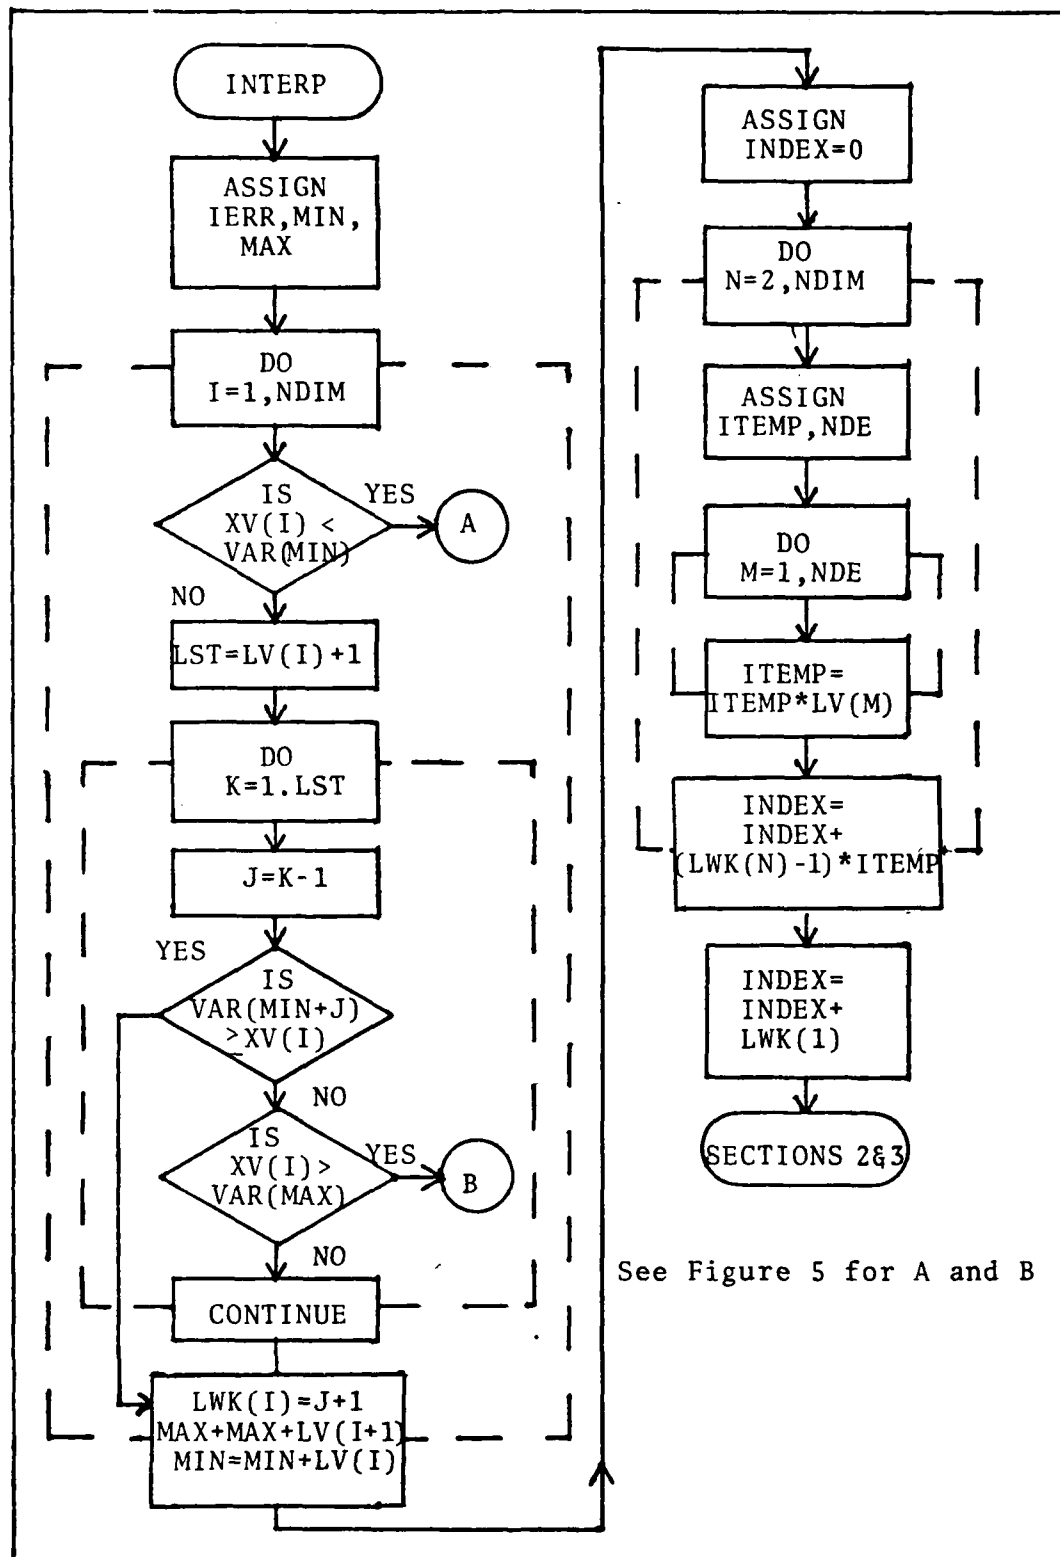 INTERP
ASSIGN
IERR,MIN,
MAX
DO
I=1,NDIM
IS
XV(I) <
VAR(MIN)
YES
A
NO
LST=LV(I)+1
DO
K=1.LST
J=K-1
YES
IS
VAR(MIN+J)
≥XV(I)
NO
IS
XV(I)>
VAR(MAX)
YES
B
NO
CONTINUE
LWK(I)=J+1
MAX+MAX+LV(I+1)
MIN=MIN+LV(I)
ASSIGN
INDEX=0
DO
N=2,NDIM
ASSIGN
ITEMP,NDE
DO
M=1,NDE
ITEMP=
ITEMP*LV(M)
INDEX=
INDEX+
(LWK(N)-1)*ITEMP
INDEX=
INDEX+
LWK(1)
SECTIONS 2&3
See Figure 5 for A and B